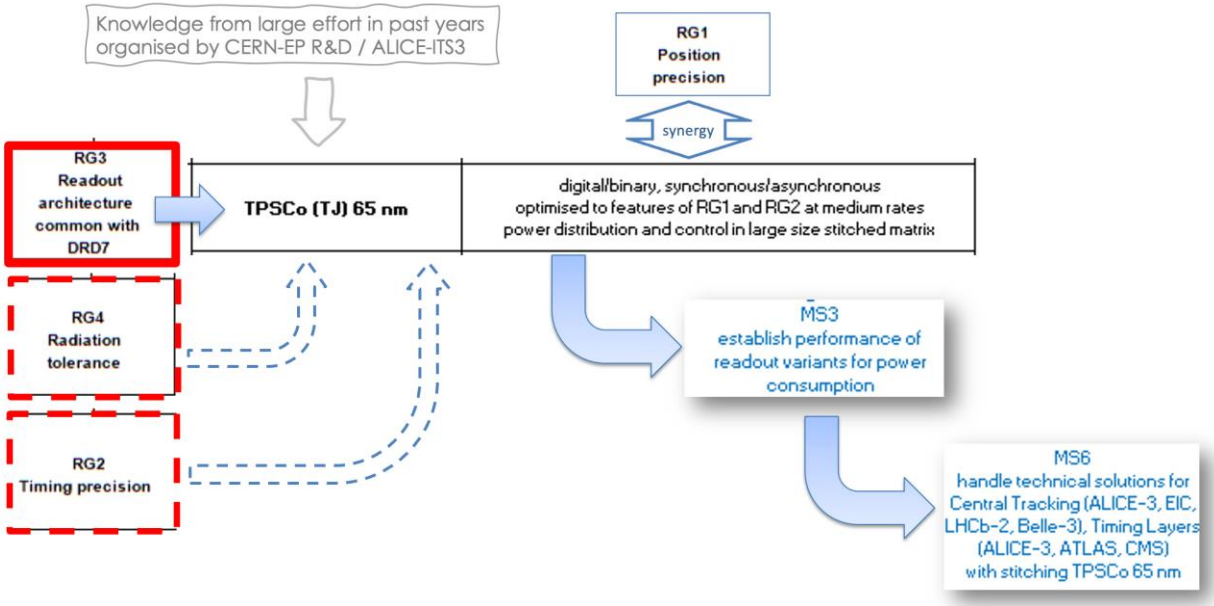 Knowledge from large effort in past years
organised by CERN-EP R&D / ALICE-ITS3
RG1
Position
precision
synergy
RG3
Readout
architecture
common with
DRD7
TPSCo (TJ) 65 nm
digital/binary, synchronous/asynchronous
optimised to features of RG1 and RG2 at medium rates
power distribution and control in large size stitched matrix
RG4
Radiation
tolerance
MS3
establish performance of
readout variants for power
consumption
RG2
Timing precision
MS6
handle technical solutions for
Central Tracking (ALICE-3, EIC,
LHCb-2, Belle-3), Timing Layers
(ALICE-3, ATLAS, CMS)
with stitching TPSCo 65 nm